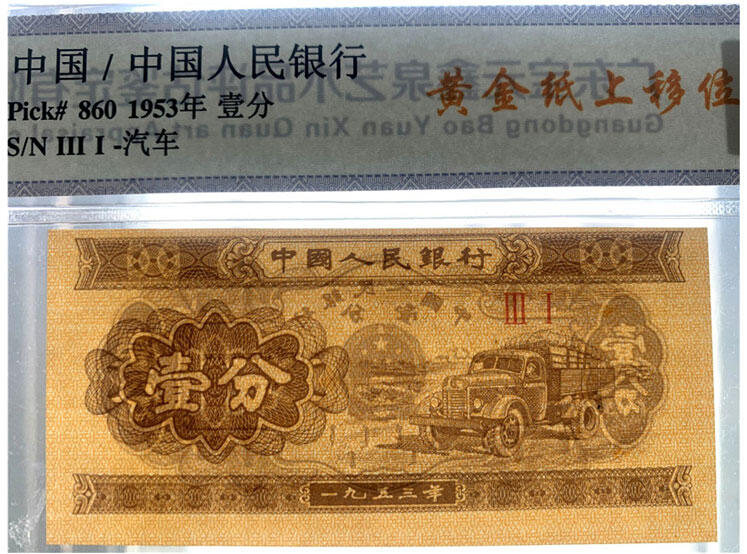 中国 / 中国人民银行
Pick# 860 1953年 壹分
S/N III I -汽车
黄金纸上移位
Guangdong Bao Yuan Xin Quan
中國人民銀行
III I
壹分
壹分
一九五三年